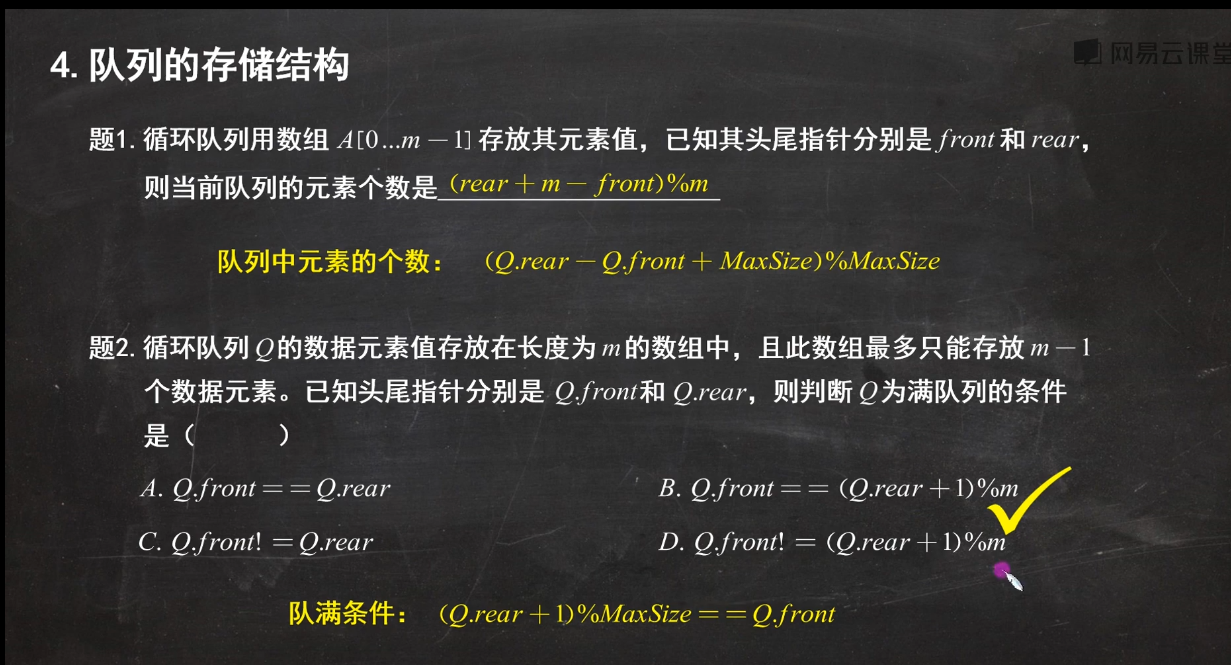 4. 队列的存储结构
网易云课堂
题1. 循环队列用数组 A[0...m－1] 存放其元素值，已知其头尾指针分别是 front 和 rear，
则当前队列的元素个数是 (rear＋m－front)%m
队列中元素的个数： (Q.rear－Q.front＋MaxSize)%MaxSize
题2. 循环队列 Q 的数据元素值存放在长度为 m 的数组中，且此数组最多只能存放 m－1
个数据元素。已知头尾指针分别是 Q.front 和 Q.rear，则判断 Q 为满队列的条件
是（ ）
A. Q.front＝＝Q.rear B. Q.front＝＝(Q.rear＋1)%m
C. Q.front!＝Q.rear D. Q.front!＝(Q.rear＋1)%m
队满条件： (Q.rear＋1)%MaxSize＝＝Q.front